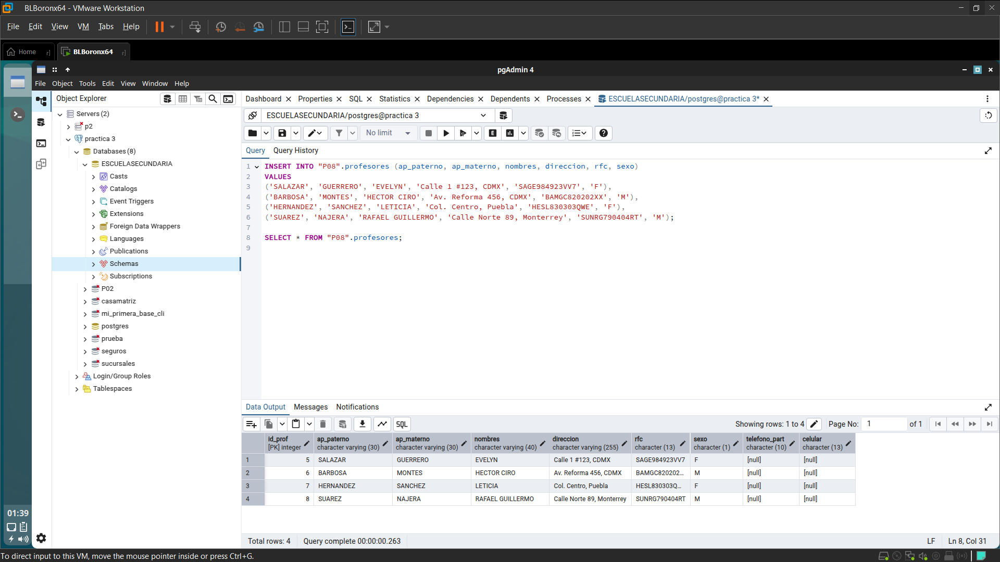 BLBoronx64 - VMware Workstation
File Edit View VM Tabs Help
Home
BLBoronx64
pgAdmin 4
File Object Tools Edit View Window Help
Object Explorer
Dashboard Properties SQL Statistics Dependencies Dependents Processes ESCUELASECUNDARIA/postgres@practica 3*
ESCUELASECUNDARIA/postgres@practica 3
No limit
E
Servers (2)
p2
practica 3
Databases (8)
ESCUELASECUNDARIA
Casts
Catalogs
Event Triggers
Extensions
Foreign Data Wrappers
Languages
Publications
Schemas
Subscriptions
P02
casamatriz
mi_primera_base_cli
postgres
prueba
seguros
sucursales
Login/Group Roles
Tablespaces
Query Query History
1 INSERT INTO "P08".profesores (ap_paterno, ap_materno, nombres, direccion, rfc, sexo)
2 VALUES
3 ('SALAZAR', 'GUERRERO', 'EVELYN', 'Calle 1 #123, CDMX', 'SAGE984923VV7', 'F'),
4 ('BARBOSA', 'MONTES', 'HECTOR CIRO', 'Av. Reforma 456, CDMX', 'BAMGC820202XX', 'M'),
5 ('HERNANDEZ', 'SANCHEZ', 'LETICIA', 'Col. Centro, Puebla', 'HESL830303QWE', 'F'),
6 ('SUAREZ', 'NAJERA', 'RAFAEL GUILLERMO', 'Calle Norte 89, Monterrey', 'SUNRG790404RT', 'M');
7
8 SELECT * FROM "P08".profesores;
9
Data Output Messages Notifications
SQL
Showing rows: 1 to 4 Page No: 1 of 1
id_prof ap_paterno ap_materno nombres direccion rfc sexo telefono_part celular
[PK] integer character varying (30) character varying (30) character varying (40) character varying (255) character (13) character (1) character (10) character (13)
1 5 SALAZAR GUERRERO EVELYN Calle 1 #123, CDMX SAGE984923VV7 F [null] [null]
2 6 BARBOSA MONTES HECTOR CIRO Av. Reforma 456, CDMX BAMGC820202... M [null] [null]
3 7 HERNANDEZ SANCHEZ LETICIA Col. Centro, Puebla HESL830303Q... F [null] [null]
4 8 SUAREZ NAJERA RAFAEL GUILLERMO Calle Norte 89, Monterrey SUNRG790404RT M [null] [null]
01:39
Total rows: 4 Query complete 00:00:00.263 LF Ln 8, Col 31
To direct input to this VM, move the mouse pointer inside or press Ctrl+G.